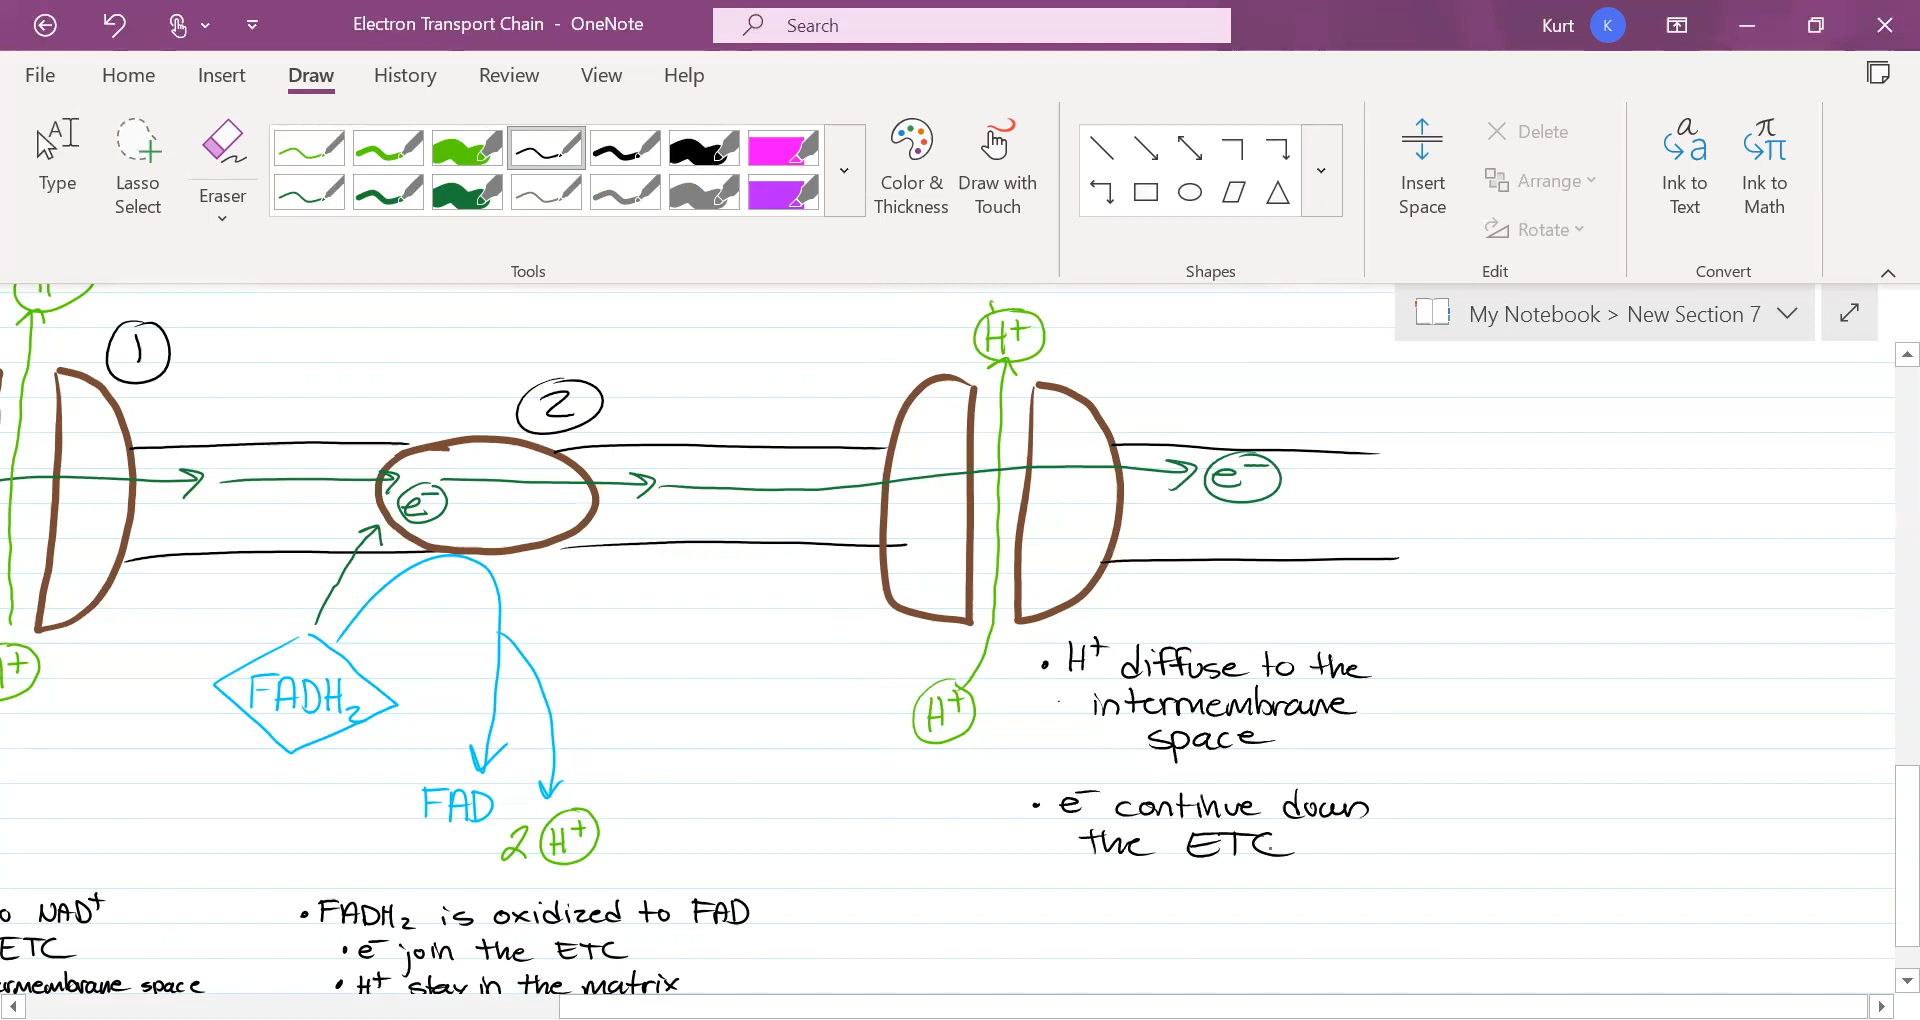 Electron Transport Chain - OneNote
Search
Kurt
K
File
Home
Insert
Draw
History
Review
View
Help
Type
Lasso
Select
Eraser
Color &
Thickness
Draw with
Touch
Insert
Space
Delete
Arrange
Rotate
Ink to
Text
Ink to
Math
Tools
Shapes
Edit
Convert
My Notebook > New Section 7
1
2
H+
e-
e-
H+
FADH2
FAD
2 H+
• H+ diffuse to the
intermembrane
space
• e- continue down
the ETC
NAD+
ETC
space
• FADH2 is oxidized to FAD
• e- join the ETC
• H+ stay in the matrix